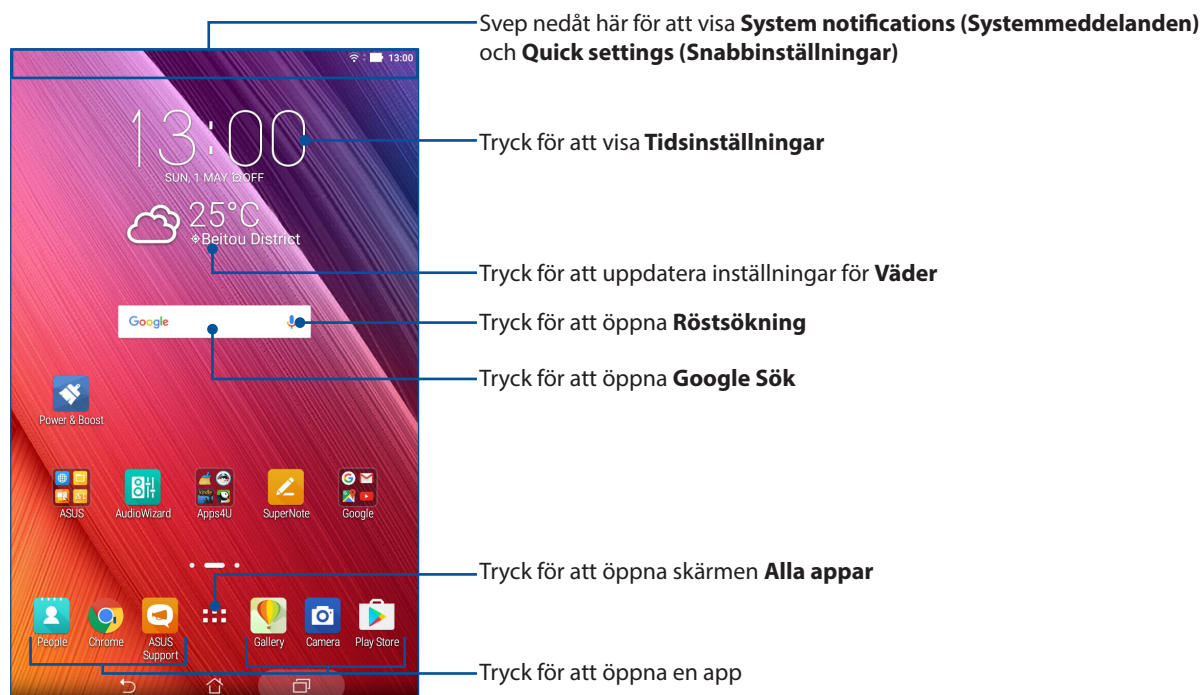 Svep nedåt här för att visa System notifications (Systemmeddelanden)
och Quick settings (Snabbinställningar)
13:00
13:00
Tryck för att visa Tidsinställningar
SUN, 1 MAY OFF
25°C
Beitou District
Tryck för att uppdatera inställningar för Väder
Google
Tryck för att öppna Röstsökning
Tryck för att öppna Google Sök
Power & Boost
kindle
ASUS AudioWizard Apps4U SuperNote Google
Tryck för att öppna skärmen Alla appar
People Chrome ASUS Support Gallery Camera Play Store
Tryck för att öppna en app